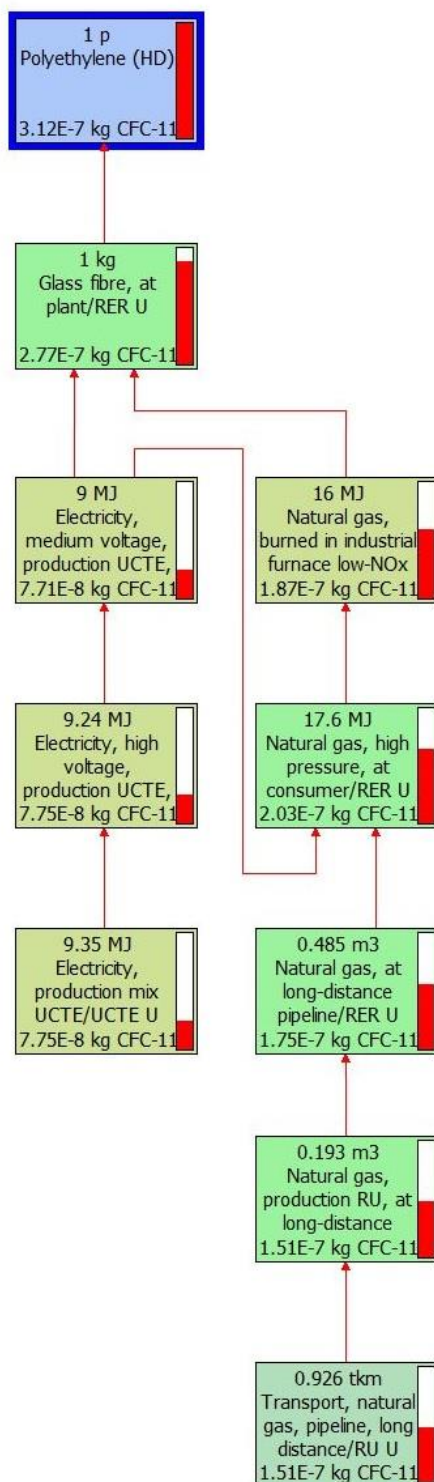 1 p
Polyethylene (HD)
3.12E-7 kg CFC-11
1 kg
Glass fibre, at
plant/RER U
2.77E-7 kg CFC-11
9 MJ
Electricity,
medium voltage,
production UCTE,
7.71E-8 kg CFC-11
16 MJ
Natural gas,
burned in industrial
furnace low-NOx
1.87E-7 kg CFC-11
9.24 MJ
Electricity, high
voltage,
production UCTE,
7.75E-8 kg CFC-11
17.6 MJ
Natural gas, high
pressure, at
consumer/RER U
2.03E-7 kg CFC-11
9.35 MJ
Electricity,
production mix
UCTE/UCTE U
7.75E-8 kg CFC-11
0.485 m3
Natural gas, at
long-distance
pipeline/RER U
1.75E-7 kg CFC-11
0.193 m3
Natural gas,
production RU, at
long-distance
1.51E-7 kg CFC-11
0.926 tkm
Transport, natural
gas, pipeline, long
distance/RU U
1.51E-7 kg CFC-11